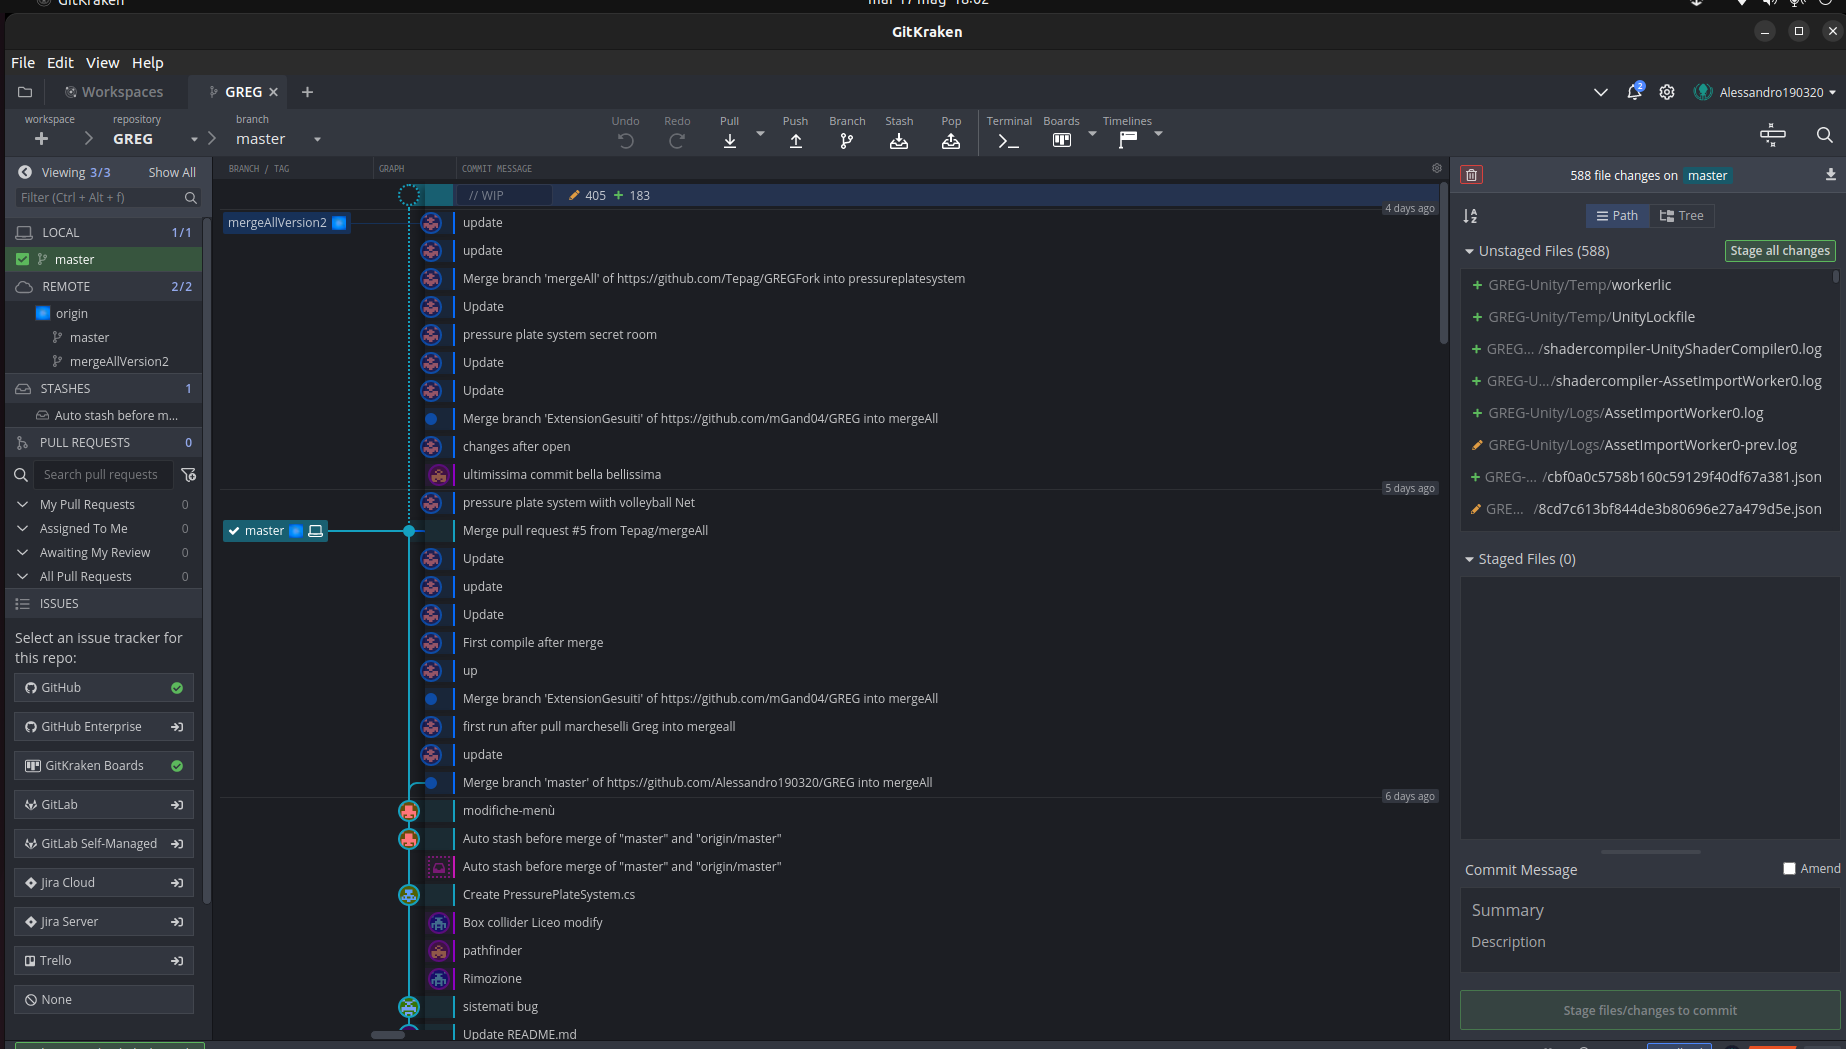 GitKraken
mar 17 mag 18:02
GitKraken
File Edit View Help
Workspaces
GREG
2
Alessandro190320
workspace
repository
GREG
branch
master
Undo
Redo
Pull
Push
Branch
Stash
Pop
Terminal
Boards
Timelines
Viewing 3/3 Show All
Filter (Ctrl + Alt + f)
LOCAL 1/1
master
REMOTE 2/2
origin
master
mergeAllVersion2
STASHES 1
Auto stash before m...
PULL REQUESTS 0
Search pull requests
My Pull Requests 0
Assigned To Me 0
Awaiting My Review 0
All Pull Requests 0
ISSUES
Select an issue tracker for
this repo:
GitHub
GitHub Enterprise
GitKraken Boards
GitLab
GitLab Self-Managed
Jira Cloud
Jira Server
Trello
None
BRANCH / TAG GRAPH COMMIT MESSAGE
// WIP 405 + 183
4 days ago
mergeAllVersion2 update
update
Merge branch 'mergeAll' of https://github.com/Tepag/GREGFork into pressureplatesystem
Update
pressure plate system secret room
Update
Update
Merge branch 'ExtensionGesuiti' of https://github.com/mGand04/GREG into mergeAll
changes after open
ultimissima commit bella bellissima
5 days ago
pressure plate system wiith volleyball Net
master Merge pull request #5 from Tepag/mergeAll
Update
update
Update
First compile after merge
up
Merge branch 'ExtensionGesuiti' of https://github.com/mGand04/GREG into mergeAll
first run after pull marcheselli Greg into mergeall
update
Merge branch 'master' of https://github.com/Alessandro190320/GREG into mergeAll
6 days ago
modifiche-menù
Auto stash before merge of "master" and "origin/master"
Auto stash before merge of "master" and "origin/master"
Create PressurePlateSystem.cs
Box collider Liceo modify
pathfinder
Rimozione
sistemati bug
Update README.md
588 file changes on master
Path Tree
Unstaged Files (588) Stage all changes
+ GREG-Unity/Temp/workerlic
+ GREG-Unity/Temp/UnityLockfile
+ GREG... /shadercompiler-UnityShaderCompiler0.log
+ GREG-U.../shadercompiler-AssetImportWorker0.log
+ GREG-Unity/Logs/AssetImportWorker0.log
GREG-Unity/Logs/AssetImportWorker0-prev.log
+ GREG-... /cbf0a0c5758b160c59129f40df67a381.json
GRE... /8cd7c613bf844de3b80696e27a479d5e.json
Staged Files (0)
Commit Message Amend
Summary
Description
Stage files/changes to commit